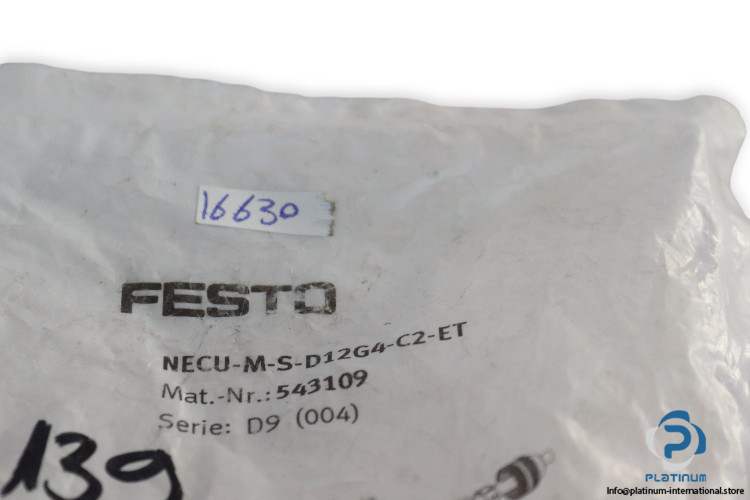 16630
FESTO
NECU-M-S-D12G4-C2-ET
Mat.-Nr.: 543109
Serie: D9 (004)
139
PLATINUM
Info@platinum-international.store